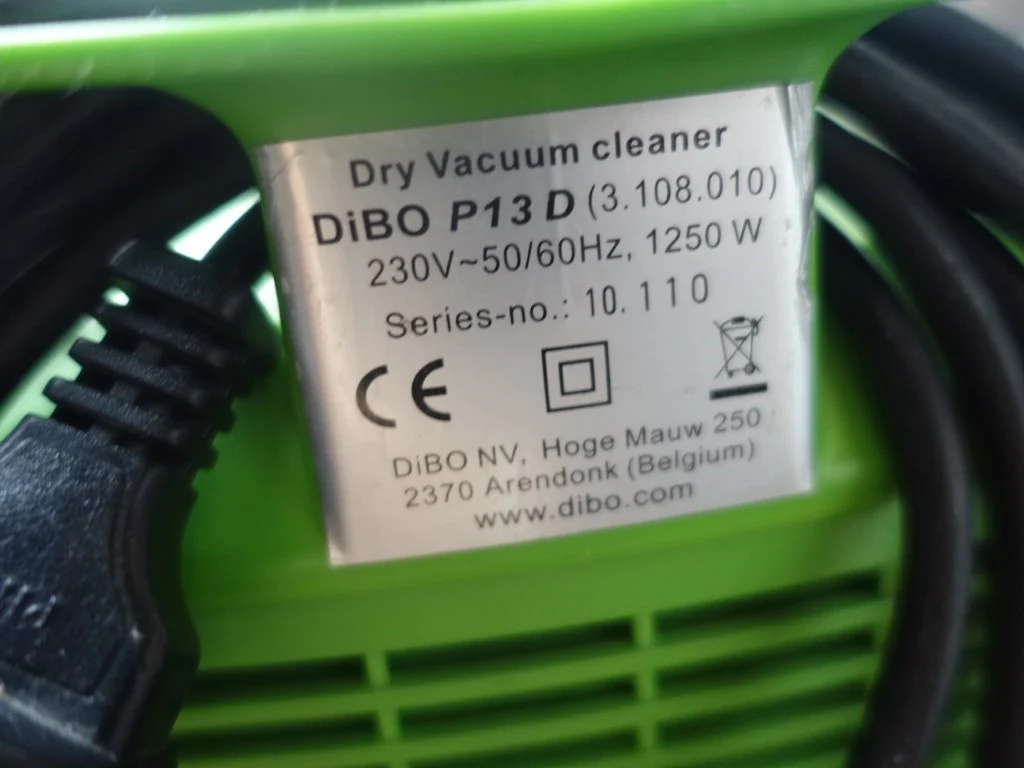 Dry Vacuum cleaner
DiBO P13 D (3.108.010)
230V~50/60Hz, 1250 W
Series-no.: 10.110
CE
DiBO NV, Hoge Mauw 250
2370 Arendonk (Belgium)
www.dibo.com